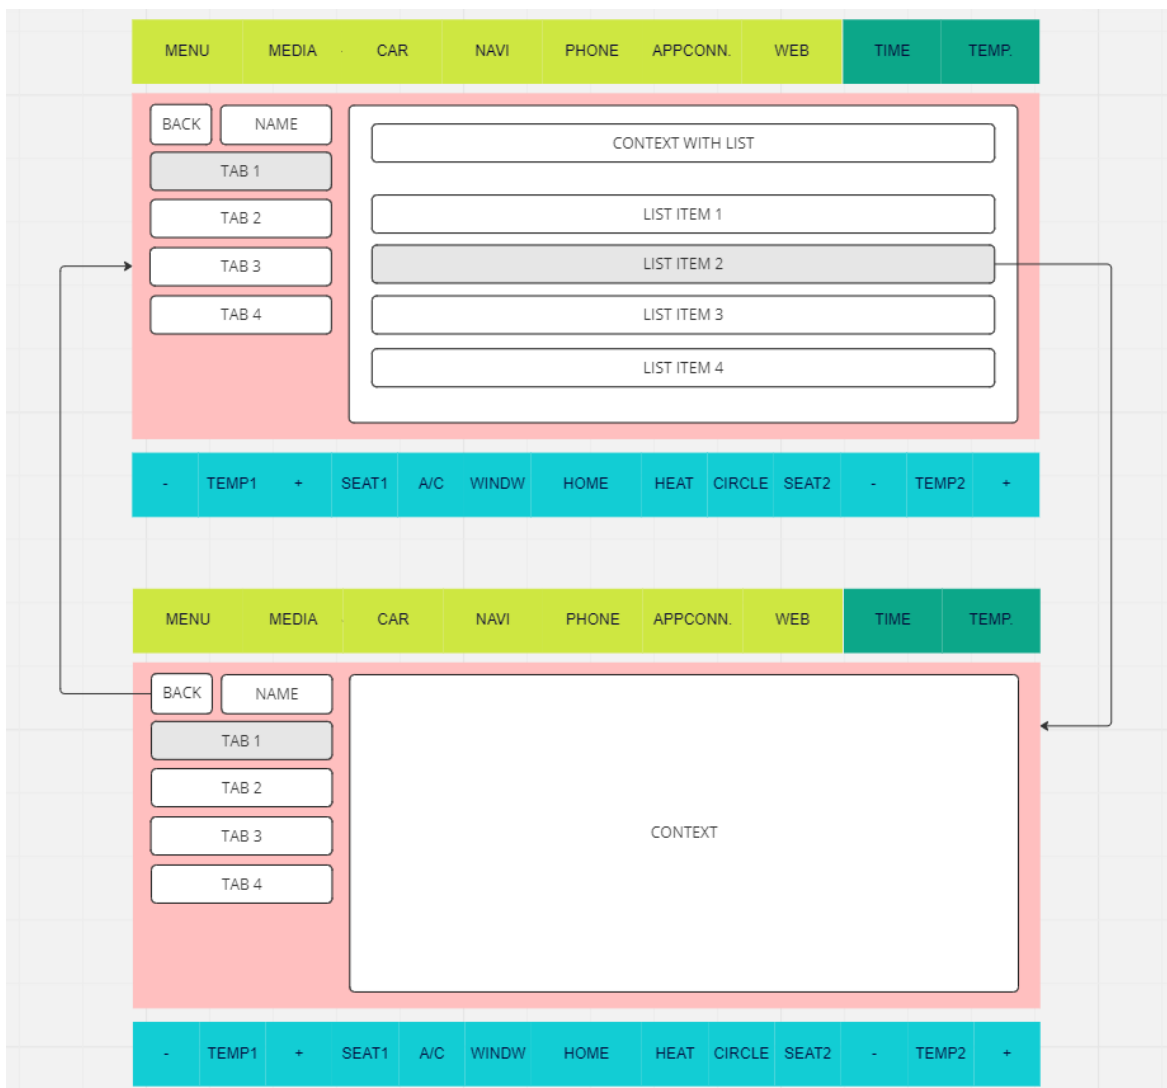 MENU MEDIA CAR NAVI PHONE APPCONN. WEB TIME TEMP.
BACK NAME
TAB 1
TAB 2
TAB 3
TAB 4
CONTEXT WITH LIST
LIST ITEM 1
LIST ITEM 2
LIST ITEM 3
LIST ITEM 4
- TEMP1 + SEAT1 A/C WINDW HOME HEAT CIRCLE SEAT2 - TEMP2 +
MENU MEDIA CAR NAVI PHONE APPCONN. WEB TIME TEMP.
BACK NAME
TAB 1
TAB 2
TAB 3
TAB 4
CONTEXT
- TEMP1 + SEAT1 A/C WINDW HOME HEAT CIRCLE SEAT2 - TEMP2 +